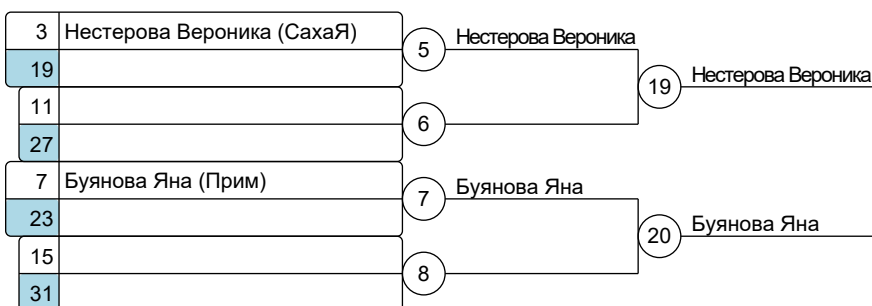 3 Нестерова Вероника (СахаЯ)
5 Нестерова Вероника
19
19 Нестерова Вероника
11
6
27
7 Буянова Яна (Прим)
7 Буянова Яна
23
20 Буянова Яна
15
8
31